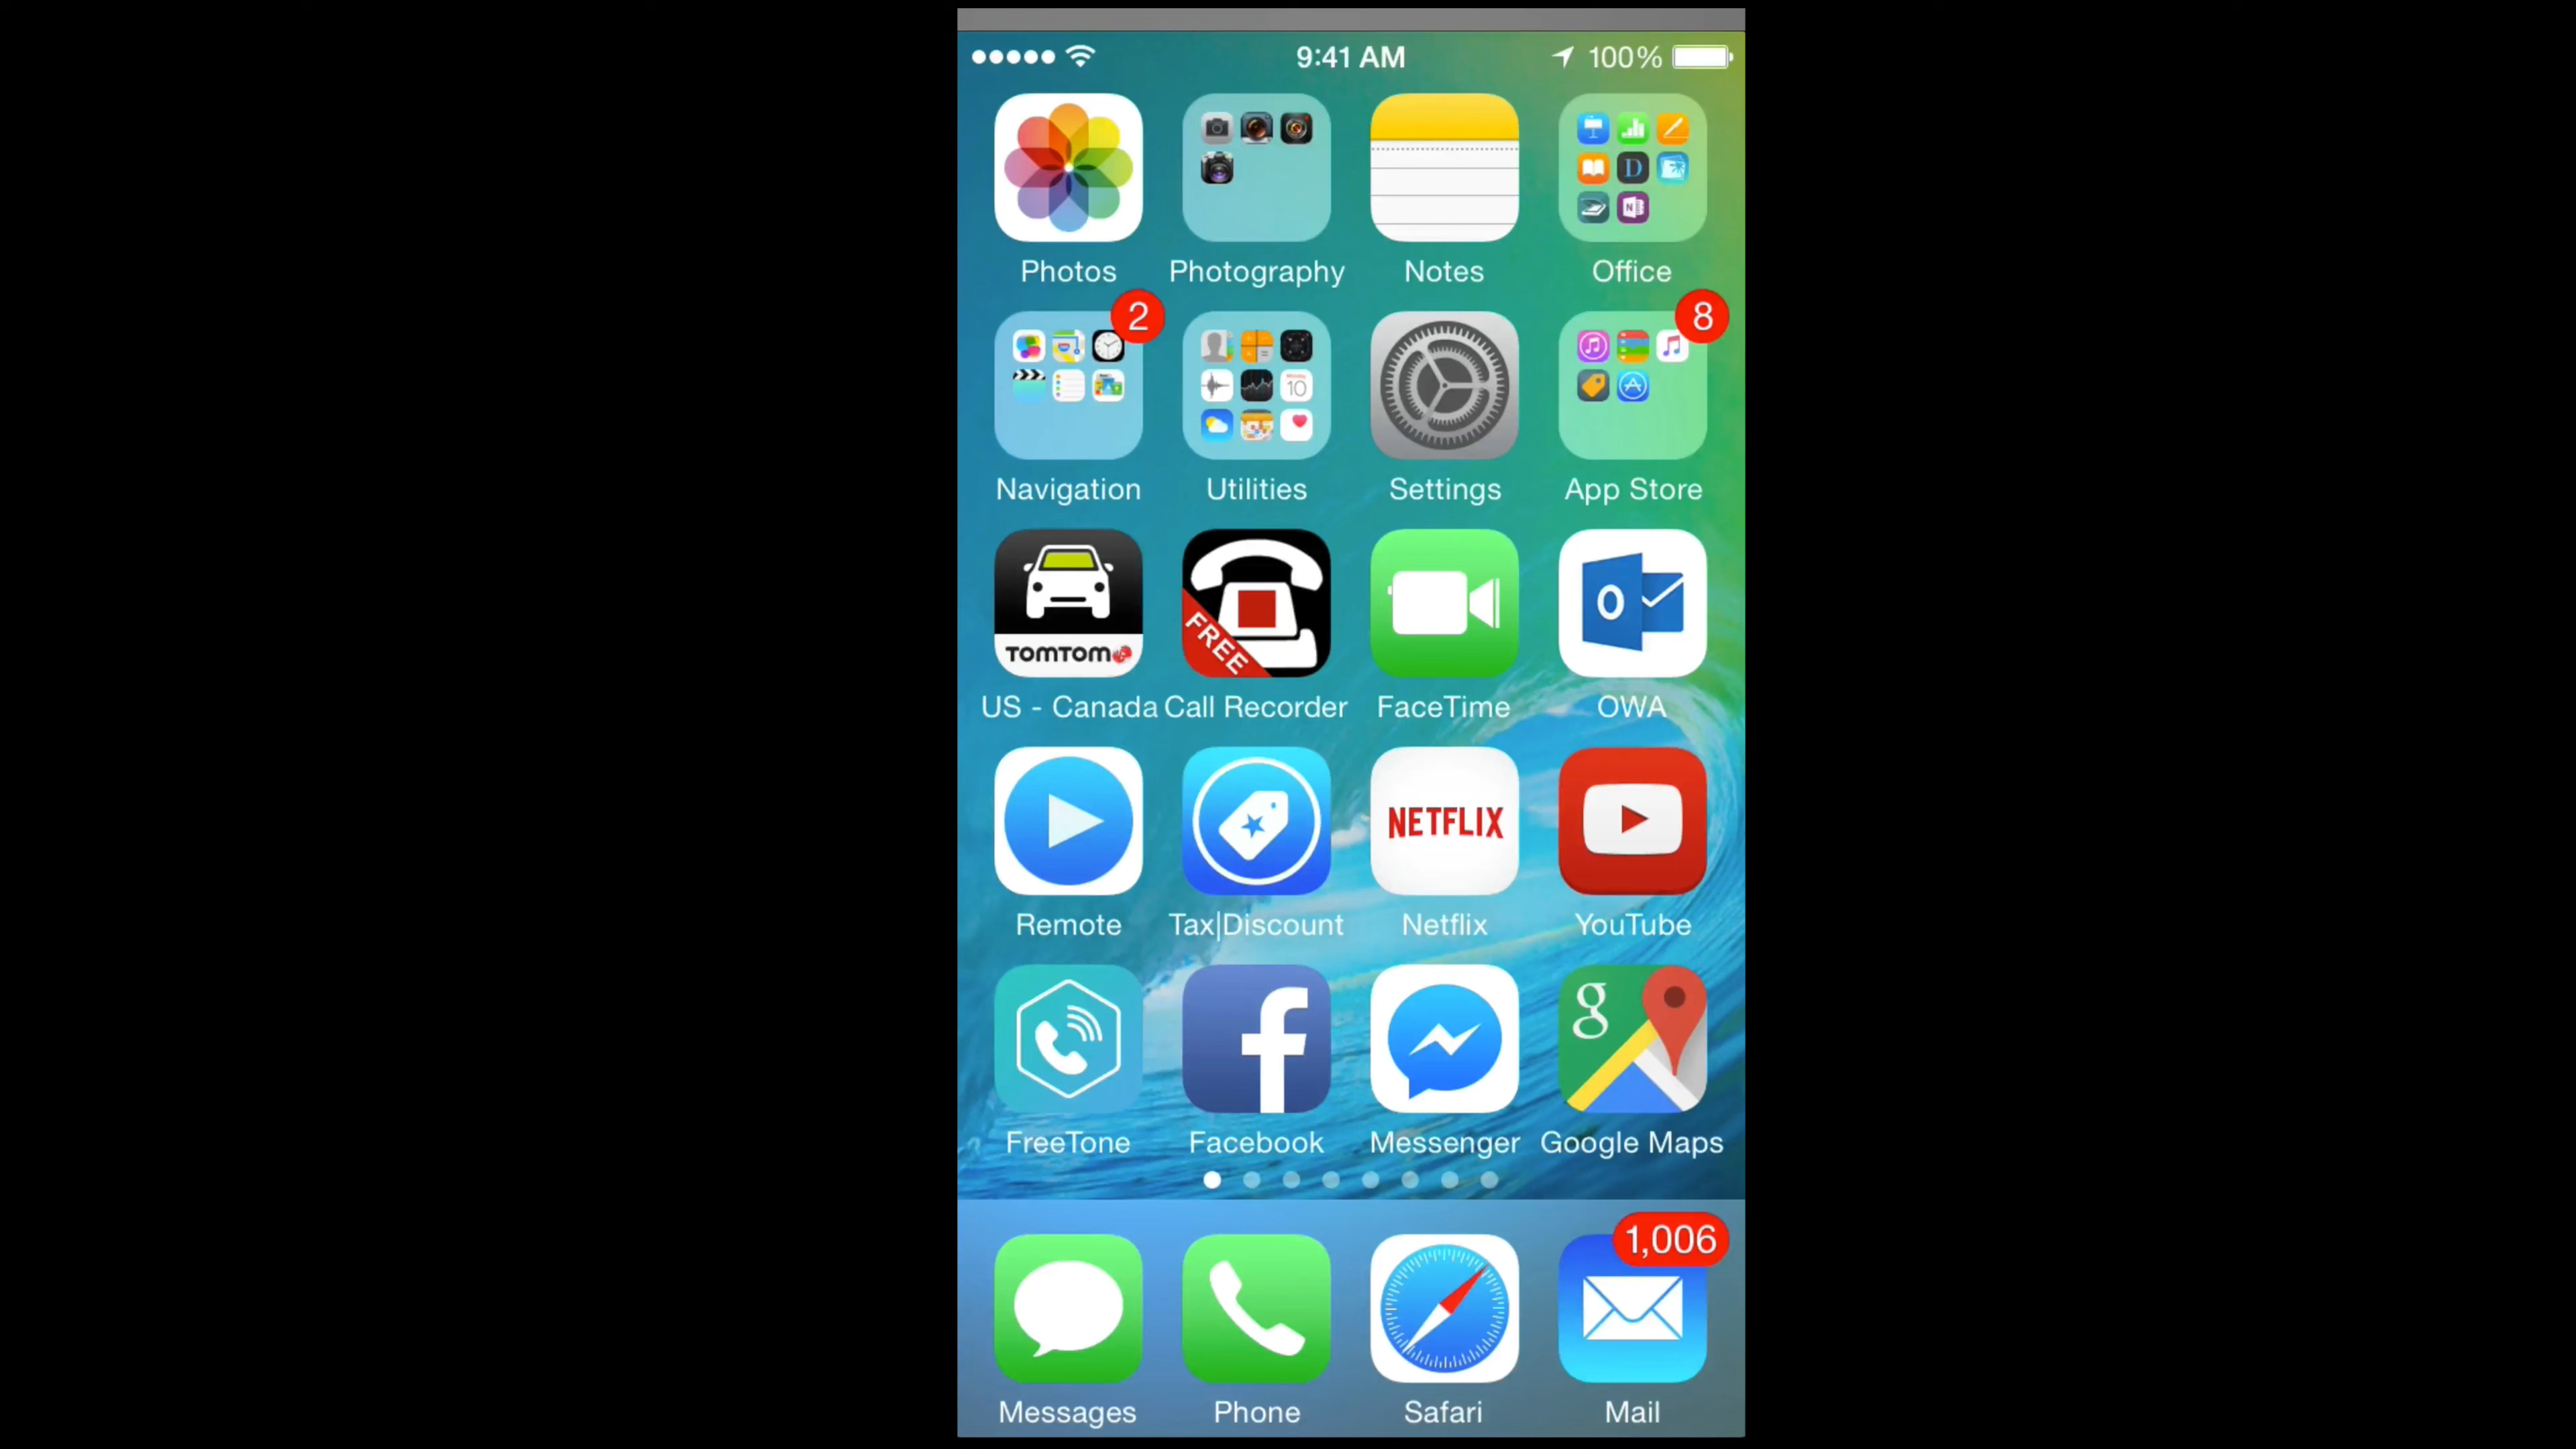 9:41 AM 100%
Photos Photography Notes Office
2 8
Navigation Utilities Settings App Store
TOMTOM FREE
US - Canada Call Recorder FaceTime OWA
NETFLIX
Remote Tax|Discount Netflix YouTube
g
FreeTone Facebook Messenger Google Maps
1,006
Messages Phone Safari Mail